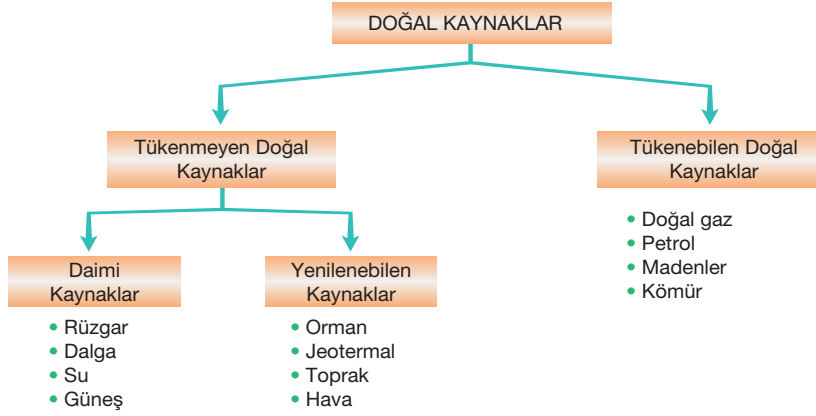 DOĞAL KAYNAKLAR
Tükenmeyen Doğal
Kaynaklar
Tükenebilen Doğal
Kaynaklar
Daimi
Kaynaklar
• Rüzgar
• Dalga
• Su
• Güneş
Yenilenebilen
Kaynaklar
• Orman
• Jeotermal
• Toprak
• Hava
• Doğal gaz
• Petrol
• Madenler
• Kömür